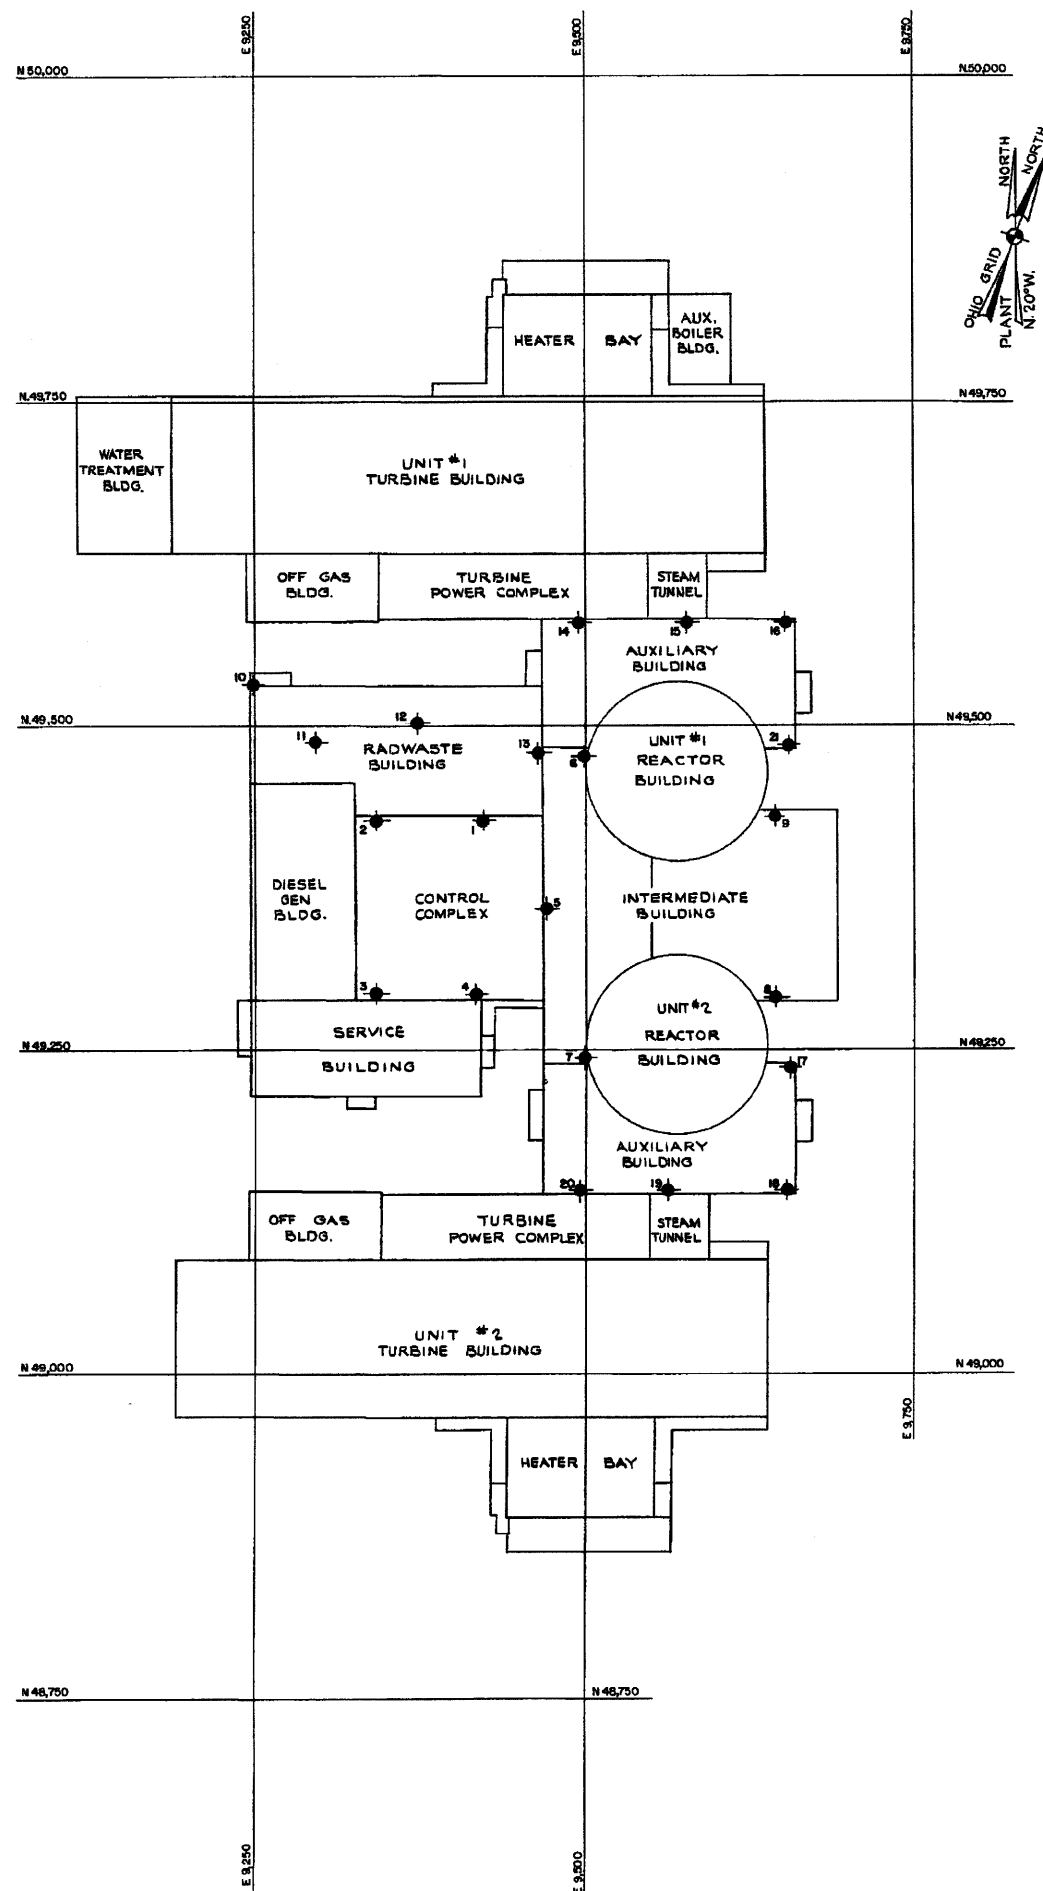 E 9,250
E 9,500
E 9,750
N 50,000
N.50,000
NORTH
NORTH
OHIO GRID
PLANT
N. 20°W.
HEATER BAY
AUX.
BOILER
BLDG.
N.49,750
N 49,750
WATER
TREATMENT
BLDG.
UNIT #1
TURBINE BUILDING
OFF GAS
BLDG.
TURBINE
POWER COMPLEX
STEAM
TUNNEL
14
15
16
AUXILIARY
BUILDING
10
N.49,500
N 49,500
11
12
13
6
21
RADWASTE
BUILDING
UNIT #1
REACTOR
BUILDING
2
1
9
DIESEL
GEN
BLDG.
CONTROL
COMPLEX
5
INTERMEDIATE
BUILDING
3
4
8
SERVICE
BUILDING
UNIT #2
REACTOR
BUILDING
N 49,250
N 49,250
7
17
AUXILIARY
BUILDING
20
19
18
OFF GAS
BLDG.
TURBINE
POWER COMPLEX
STEAM
TUNNEL
UNIT #2
TURBINE BUILDING
N 49,000
N 49,000
E 9,750
HEATER BAY
N 48,750
N 48,750
E 9,250
E 9,500